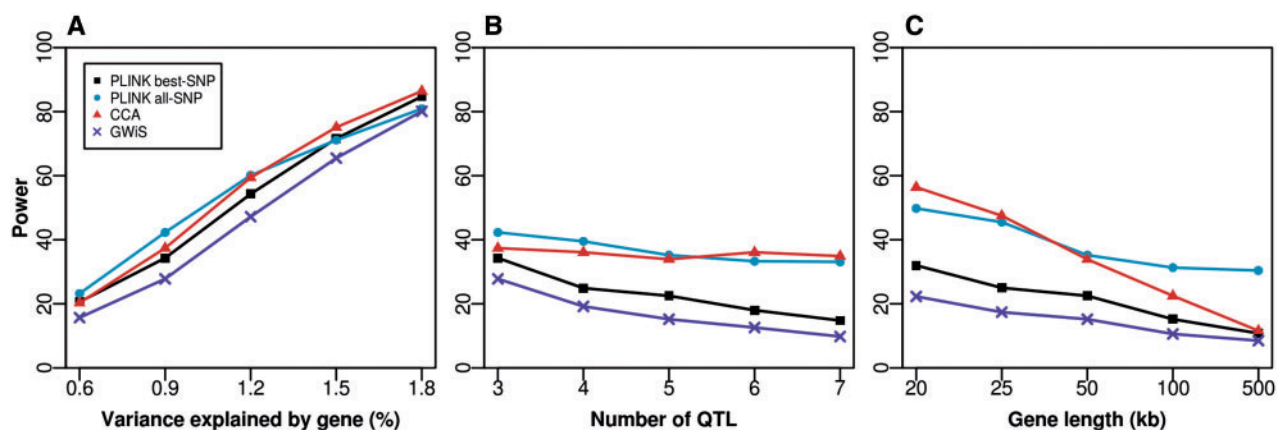 A
B
C
Power
0
20
40
60
80
100
PLINK best-SNP
PLINK all-SNP
CCA
GWiS
0.6 0.9 1.2 1.5 1.8
Variance explained by gene (%)
0
20
40
60
80
100
3 4 5 6 7
Number of QTL
0
20
40
60
80
100
20 25 50 100 500
Gene length (kb)